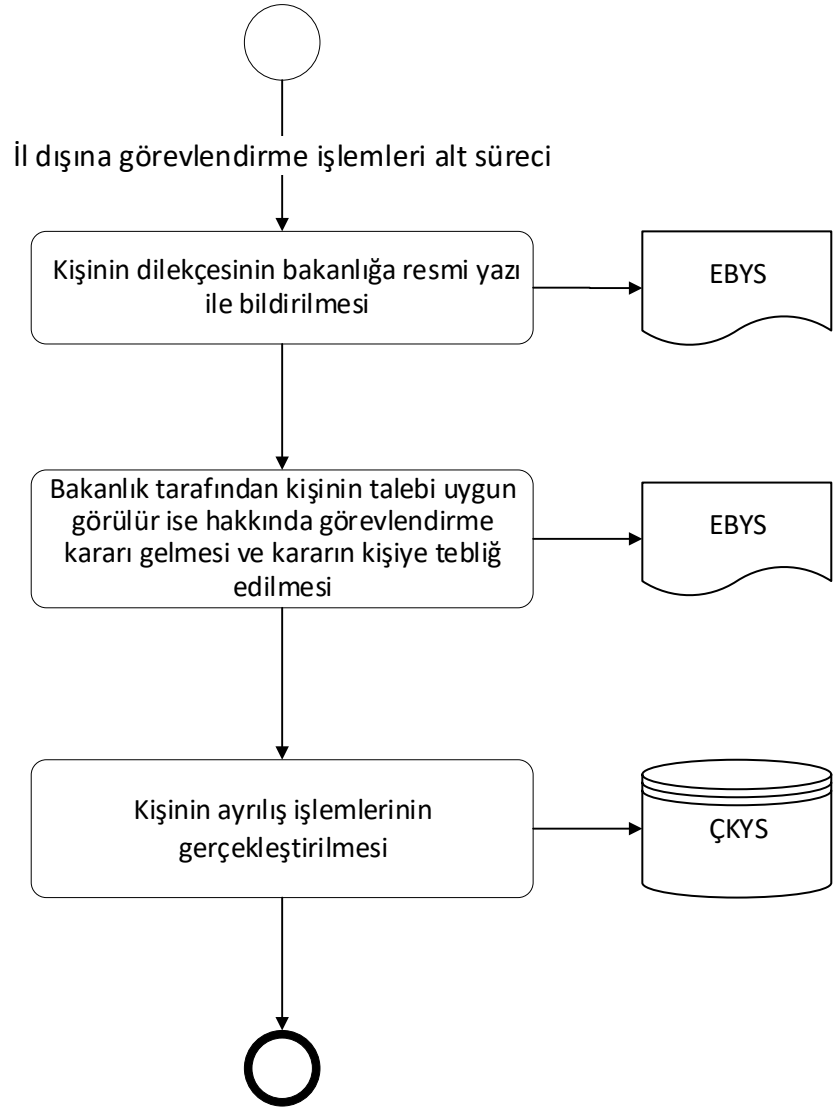 İl dışına görevlendirme işlemleri alt süreci
Kişinin dilekçesinin bakanlığa resmi yazı
ile bildirilmesi
EBYS
Bakanlık tarafından kişinin talebi uygun
görülür ise hakkında görevlendirme
kararı gelmesi ve kararın kişiye tebliğ
edilmesi
EBYS
Kişinin ayrılış işlemlerinin
gerçekleştirilmesi
ÇKYS